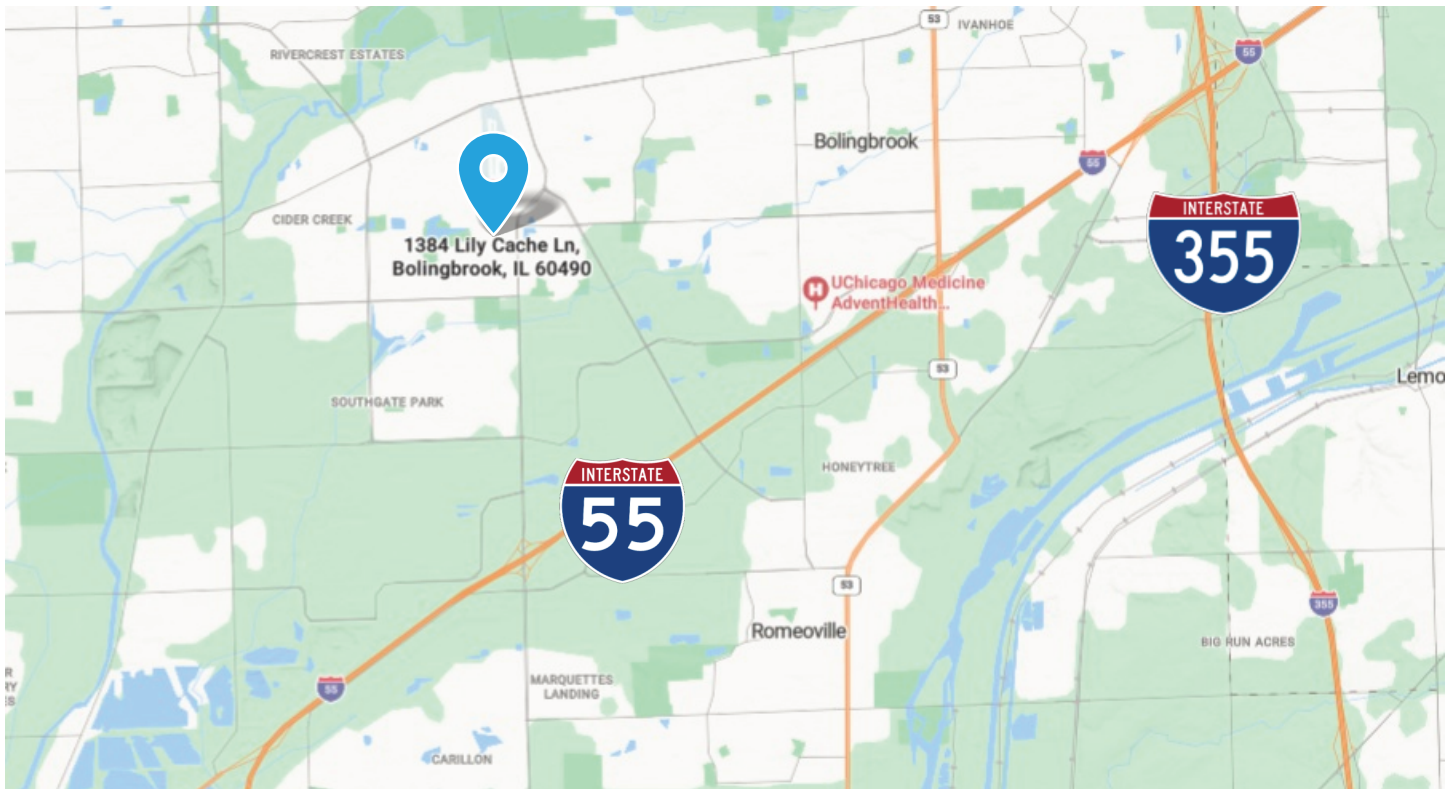 53
IVANHOE
55
RIVERCREST ESTATES
Bolingbrook
55
INTERSTATE
355
CIDER CREEK
1384 Lily Cache Ln,
Bolingbrook, IL 60490
UChicago Medicine
AdventHealth...
53
Lemo
SOUTHGATE PARK
HONEYTREE
INTERSTATE
55
53
355
Romeoville
BIG RUN ACRES
R
RY
ES
55
MARQUETTES
LANDING
CARILLON